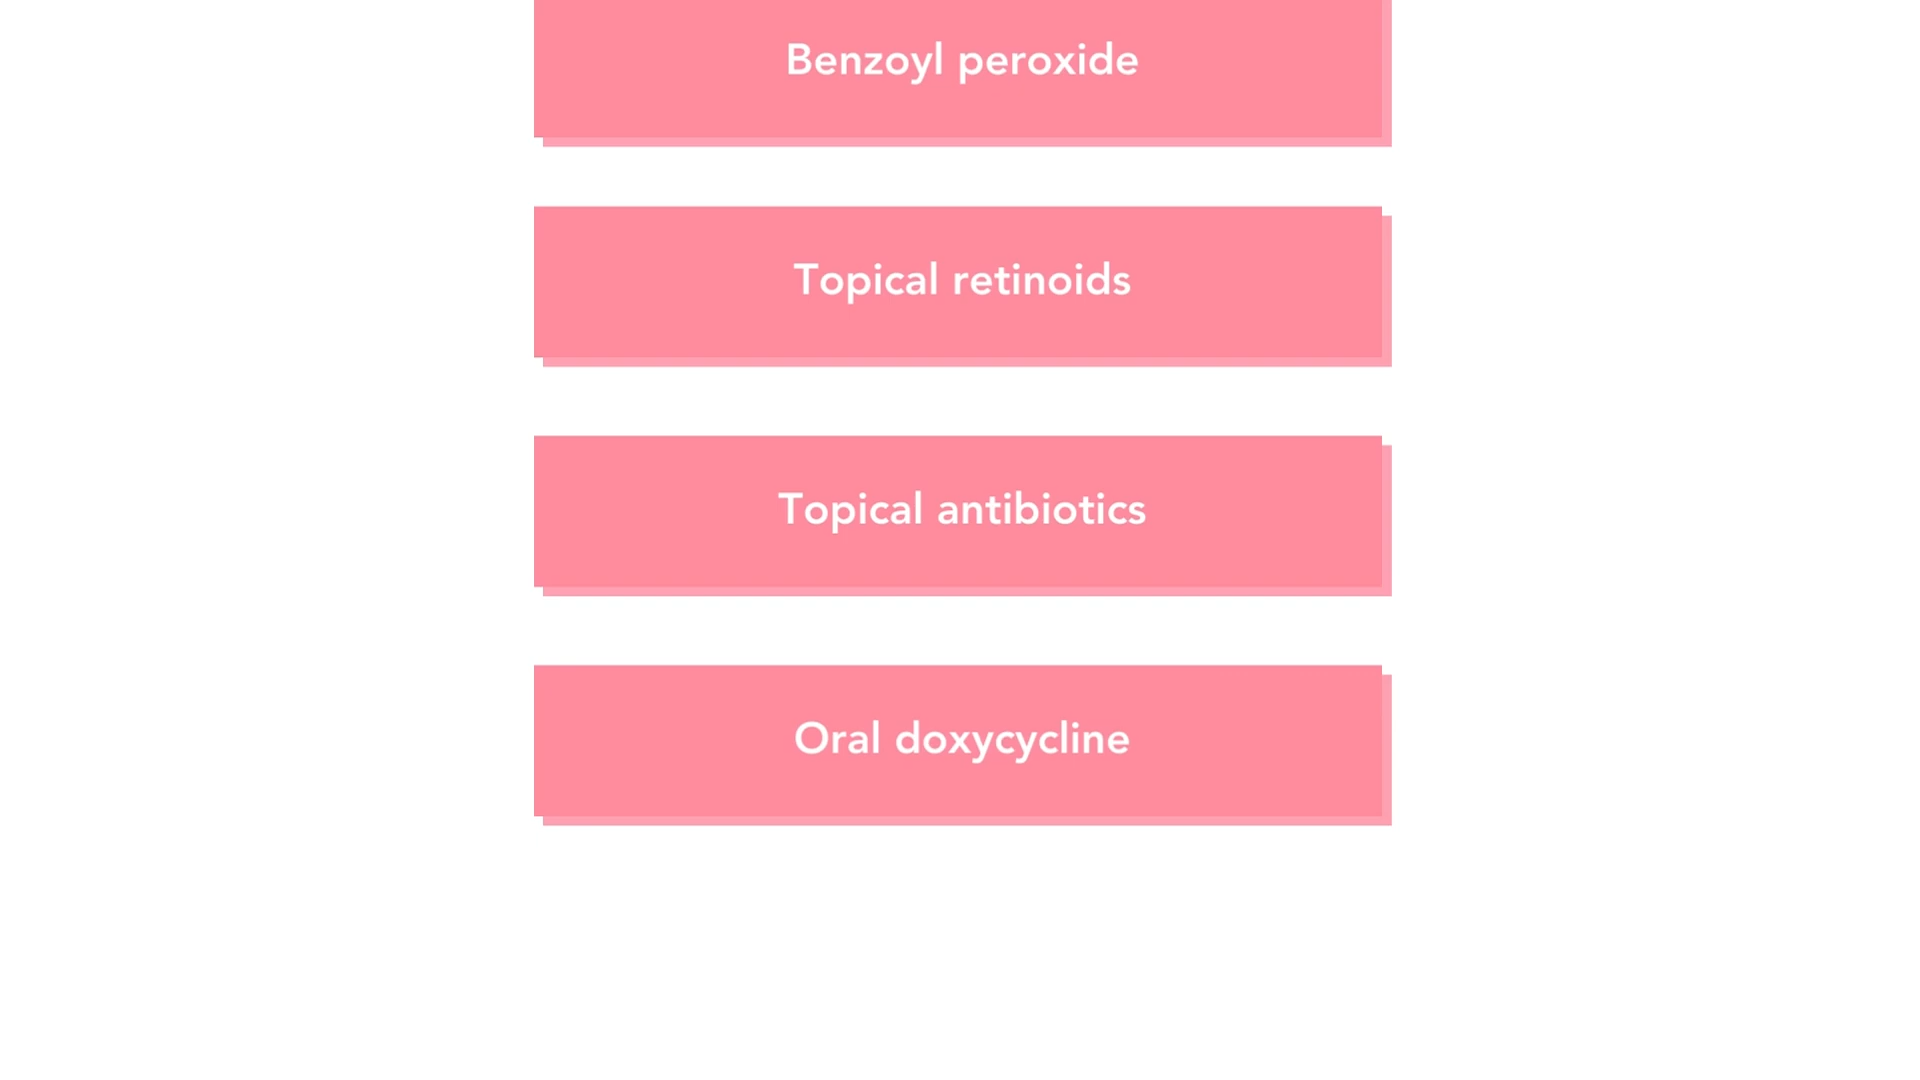 Benzoyl peroxide
Topical retinoids
Topical antibiotics
Oral doxycycline